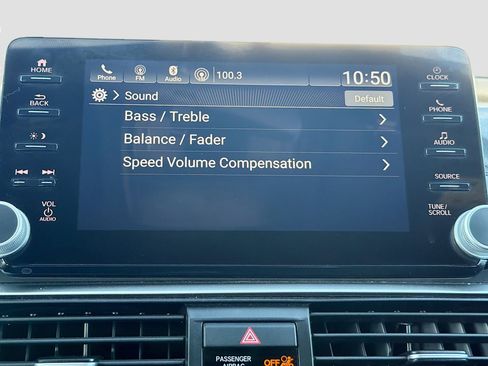 HOME
BACK
VOL
AUDIO
Phone
FM
Audio
100.3
10:50
Sound
Default
Bass / Treble
Balance / Fader
Speed Volume Compensation
CLOCK
PHONE
AUDIO
SOURCE
TUNE/
SCROLL
PASSENGER
AIRBAG
OFF